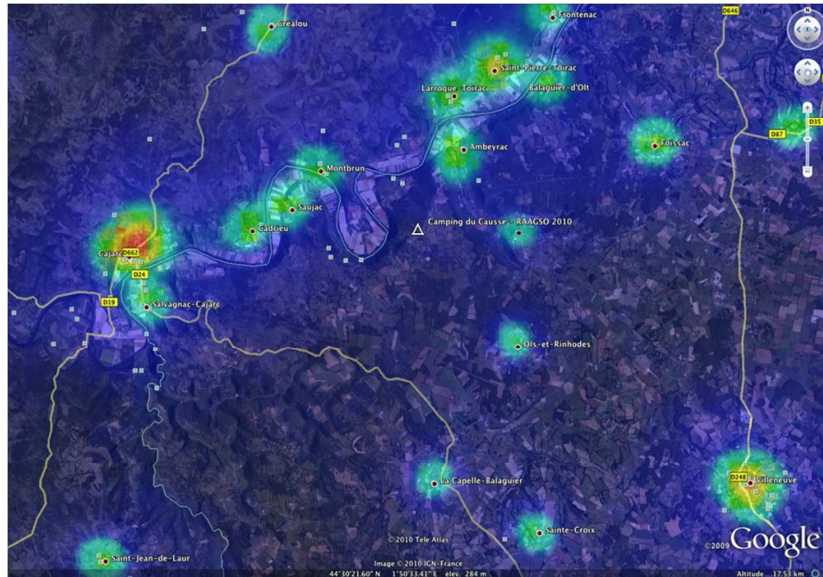 D646
N
Frontenac
Gréalou
Saint-Pierre-Toirac
Larroque-Toirac
Balaguier-d'Olt
D35
D87
Ambeyrac
Foissac
Montbrun
Saujac
Camping du Causse - RAAGSO 2010
Cadrieu
D662
Cajarc
D24
D19
Salvagnac-Cajarc
Ols-et-Rinhodes
D248
Villeneuve
La Capelle-Balaguier
Sainte-Croix
© 2010 Tele Atlas
©2009 Google
Saint-Jean-de-Laur
Image © 2010 IGN-France
44°30'21.60" N 1°50'33.41" E elev. 284 m
Altitude 17.53 km